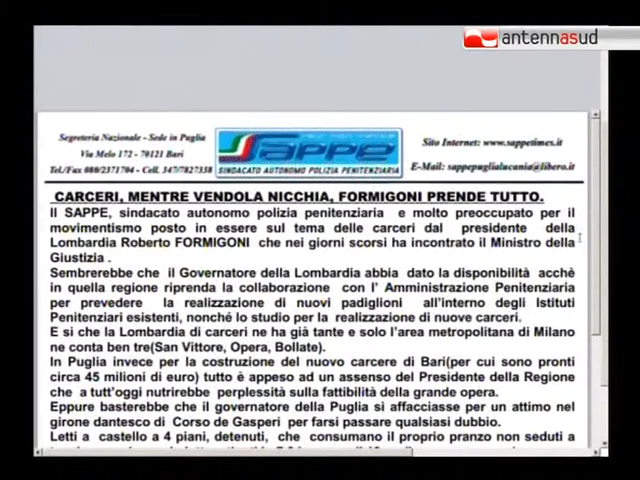 antennasud
Segreteria Nazionale - Sede in Puglia
Via Melo 172 - 70121 Bari
Tel./Fax 080/2371704 - Cell. 347/7827338
Sappe
SINDACATO AUTONOMO POLIZIA PENITENZIARIA
Sito Internet: www.sappetimes.it
E-Mail: sappepuglialucania@libero.it
CARCERI, MENTRE VENDOLA NICCHIA, FORMIGONI PRENDE TUTTO.
Il SAPPE, sindacato autonomo polizia penitenziaria e molto preoccupato per il
movimentismo posto in essere sul tema delle carceri dal presidente della
Lombardia Roberto FORMIGONI che nei giorni scorsi ha incontrato il Ministro della
Giustizia .
Sembrerebbe che il Governatore della Lombardia abbia dato la disponibilità acchè
in quella regione riprenda la collaborazione con l' Amministrazione Penitenziaria
per prevedere la realizzazione di nuovi padiglioni all'interno degli Istituti
Penitenziari esistenti, nonché lo studio per la realizzazione di nuove carceri.
E si che la Lombardia di carceri ne ha già tante e solo l'area metropolitana di Milano
ne conta ben tre(San Vittore, Opera, Bollate).
In Puglia invece per la costruzione del nuovo carcere di Bari(per cui sono pronti
circa 45 milioni di euro) tutto è appeso ad un assenso del Presidente della Regione
che a tutt'oggi nutrirebbe perplessità sulla fattibilità della grande opera.
Eppure basterebbe che il governatore della Puglia si affacciasse per un attimo nel
girone dantesco di Corso de Gasperi per farsi passare qualsiasi dubbio.
Letti a castello a 4 piani, detenuti, che consumano il proprio pranzo non seduti a